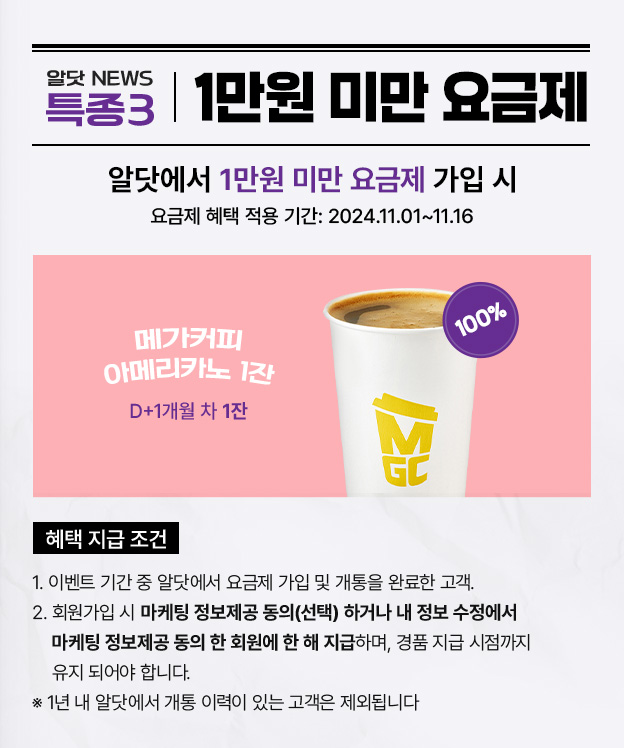 알닷 NEWS
특종3
1만원 미만 요금제
알닷에서 1만원 미만 요금제 가입 시
요금제 혜택 적용 기간: 2024.11.01~11.16
메가커피
아메리카노 1잔
D+1개월 차 1잔
100%
M
GC
혜택 지급 조건
1. 이벤트 기간 중 알닷에서 요금제 가입 및 개통을 완료한 고객.
2. 회원가입 시 마케팅 정보제공 동의(선택) 하거나 내 정보 수정에서
마케팅 정보제공 동의 한 회원에 한 해 지급하며, 경품 지급 시점까지
유지 되어야 합니다.
※ 1년 내 알닷에서 개통 이력이 있는 고객은 제외됩니다